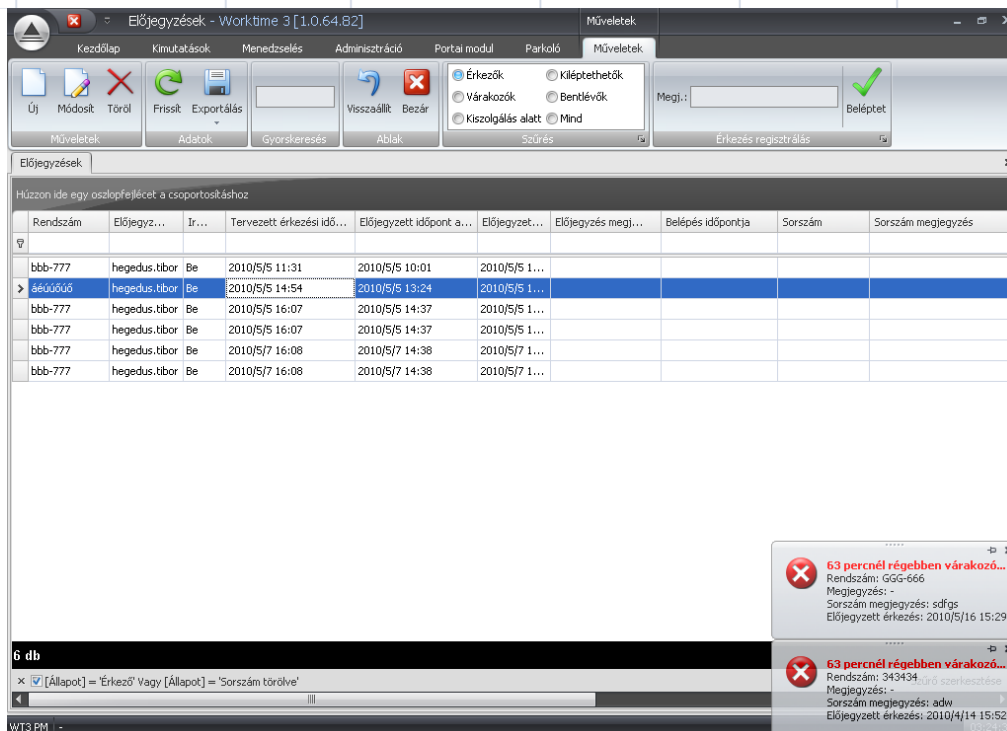 Előjegyzések - Worktime 3 [1.0.64.82] Műveletek
Kezdőlap Kimutatások Menedzselés Adminisztráció Portai modul Parkoló Műveletek
Érkezők Kiléptethetők
Várakozók Bentlévők
Kiszolgálás alatt Mind
Megj.:
Új Módosít Töröl Frissít Exportálás Visszaállít Bezár Beléptet
Műveletek Adatok Gyorskeresés Ablak Szűrés Érkezés regisztrálás
Előjegyzések
Húzzon ide egy oszlopfejlécet a csoportosításhoz
Rendszám Előjegyz... Ir... Tervezett érkezési idő... Előjegyzett időpont a... Előjegyzet... Előjegyzés megj... Belépés időpontja Sorszám Sorszám megjegyzés
bbb-777 hegedus.tibor Be 2010/5/5 11:31 2010/5/5 10:01 2010/5/5 1...
áéúúőúő hegedus.tibor Be 2010/5/5 14:54 2010/5/5 13:24 2010/5/5 1...
bbb-777 hegedus.tibor Be 2010/5/5 16:07 2010/5/5 14:37 2010/5/5 1...
bbb-777 hegedus.tibor Be 2010/5/5 16:07 2010/5/5 14:37 2010/5/5 1...
bbb-777 hegedus.tibor Be 2010/5/7 16:08 2010/5/7 14:38 2010/5/7 1...
bbb-777 hegedus.tibor Be 2010/5/7 16:08 2010/5/7 14:38 2010/5/7 1...
63 percnél régebben várakozó...
Rendszám: GGG-666
Megjegyzés: -
Sorszám megjegyzés: sdfgs
Előjegyzett érkezés: 2010/5/16 15:29
6 db
63 percnél régebben várakozó...
Rendszám: 343434
Megjegyzés: -
Sorszám megjegyzés: adw
Előjegyzett érkezés: 2010/4/14 15:52
[Állapot] = 'Érkező' Vagy [Állapot] = 'Sorszám törölve' Szűrő szerkesztése
WT3 PM -